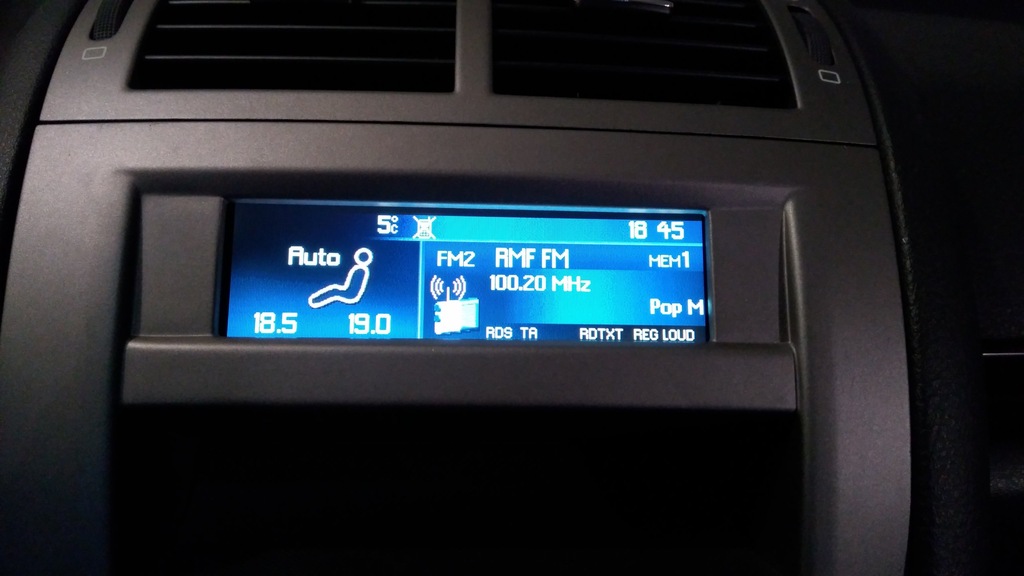 5°C 18 45
Auto
FM2 RMF FM MEM1
100.20 MHz
Pop M
18.5 19.0
RDS TA RDTXT REG LOUD